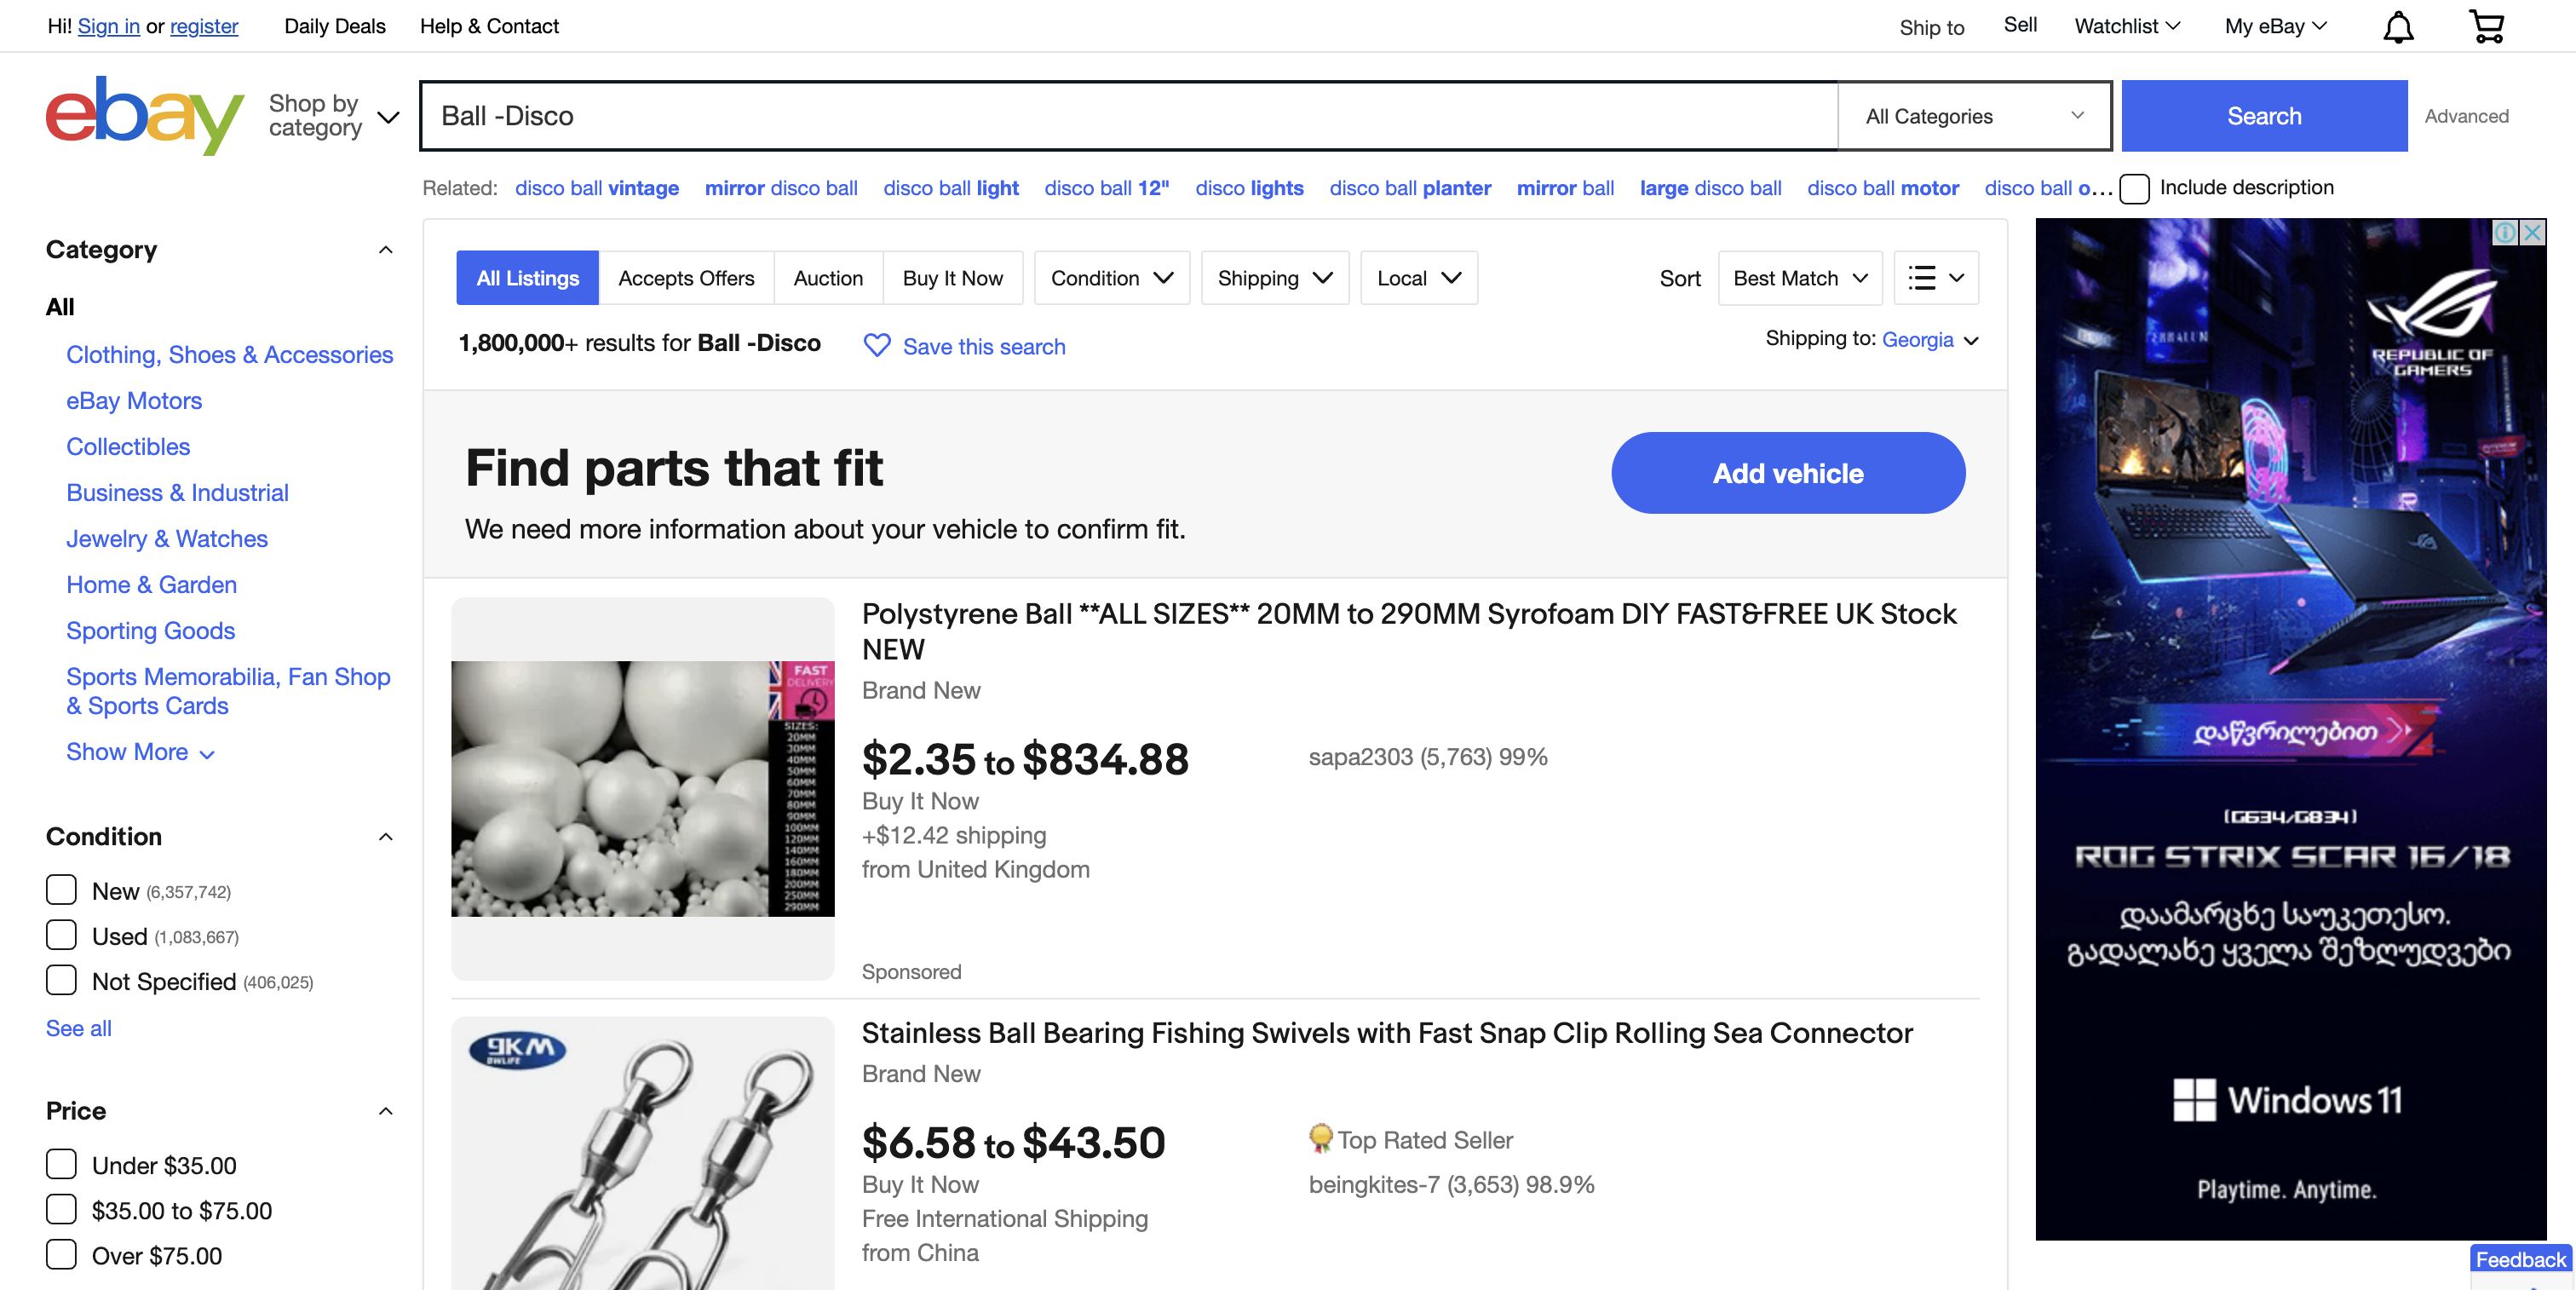 Hi! Sign in or register Daily Deals Help & Contact Ship to Sell Watchlist My eBay
ebay
Shop by
category
Ball -Disco All Categories Search Advanced
Related: disco ball vintage mirror disco ball disco ball light disco ball 12" disco lights disco ball planter mirror ball large disco ball disco ball motor disco ball o... Include description
Category
All
Clothing, Shoes & Accessories
eBay Motors
Collectibles
Business & Industrial
Jewelry & Watches
Home & Garden
Sporting Goods
Sports Memorabilia, Fan Shop
& Sports Cards
Show More
Condition
New (6,357,742)
Used (1,083,667)
Not Specified (406,025)
See all
Price
Under $35.00
$35.00 to $75.00
Over $75.00
All Listings Accepts Offers Auction Buy It Now Condition Shipping Local Sort Best Match
1,800,000+ results for Ball -Disco Save this search Shipping to: Georgia
Find parts that fit
We need more information about your vehicle to confirm fit.
Add vehicle
FAST
DELIVERY
SIZES:
20MM
30MM
40MM
50MM
60MM
70MM
80MM
90MM
100MM
120MM
140MM
160MM
180MM
200MM
250MM
290MM
Polystyrene Ball **ALL SIZES** 20MM to 290MM Syrofoam DIY FAST&FREE UK Stock
NEW
Brand New
$2.35 to $834.88 sapa2303 (5,763) 99%
Buy It Now
+$12.42 shipping
from United Kingdom
Sponsored
9KM
DWLIFE
Stainless Ball Bearing Fishing Swivels with Fast Snap Clip Rolling Sea Connector
Brand New
$6.58 to $43.50 Top Rated Seller
Buy It Now beingkites-7 (3,653) 98.9%
Free International Shipping
from China
REPUBLIC OF
GAMERS
დაწვრილებით
(G634/G834)
ROG STRIX SCAR 16/18
დაამარცხე საუკეთესო.
გადალახე ყველა შეზღუდვები
Windows 11
Playtime. Anytime.
Feedback